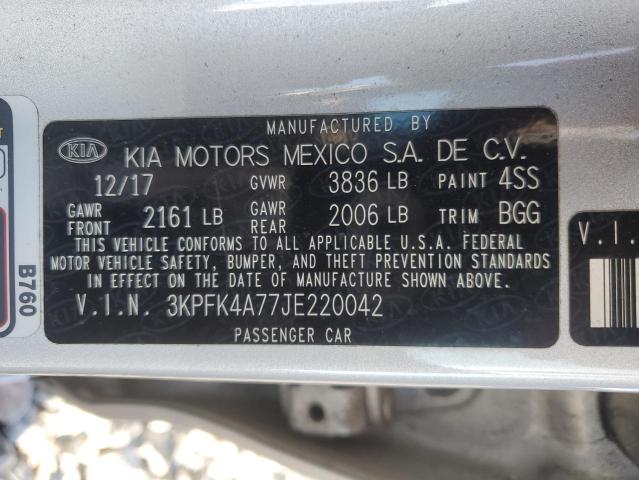 MANUFACTURED BY
KIA KIA MOTORS MEXICO S.A. DE C.V.
12/17 GVWR 3836 LB PAINT 4SS
GAWR FRONT 2161 LB GAWR REAR 2006 LB TRIM BGG
THIS VEHICLE CONFORMS TO ALL APPLICABLE U.S.A. FEDERAL
MOTOR VEHICLE SAFETY, BUMPER, AND THEFT PREVENTION STANDARDS
IN EFFECT ON THE DATE OF MANUFACTURE SHOWN ABOVE.
V.I.N. 3KPFK4A77JE220042
PASSENGER CAR
B760
V.I.